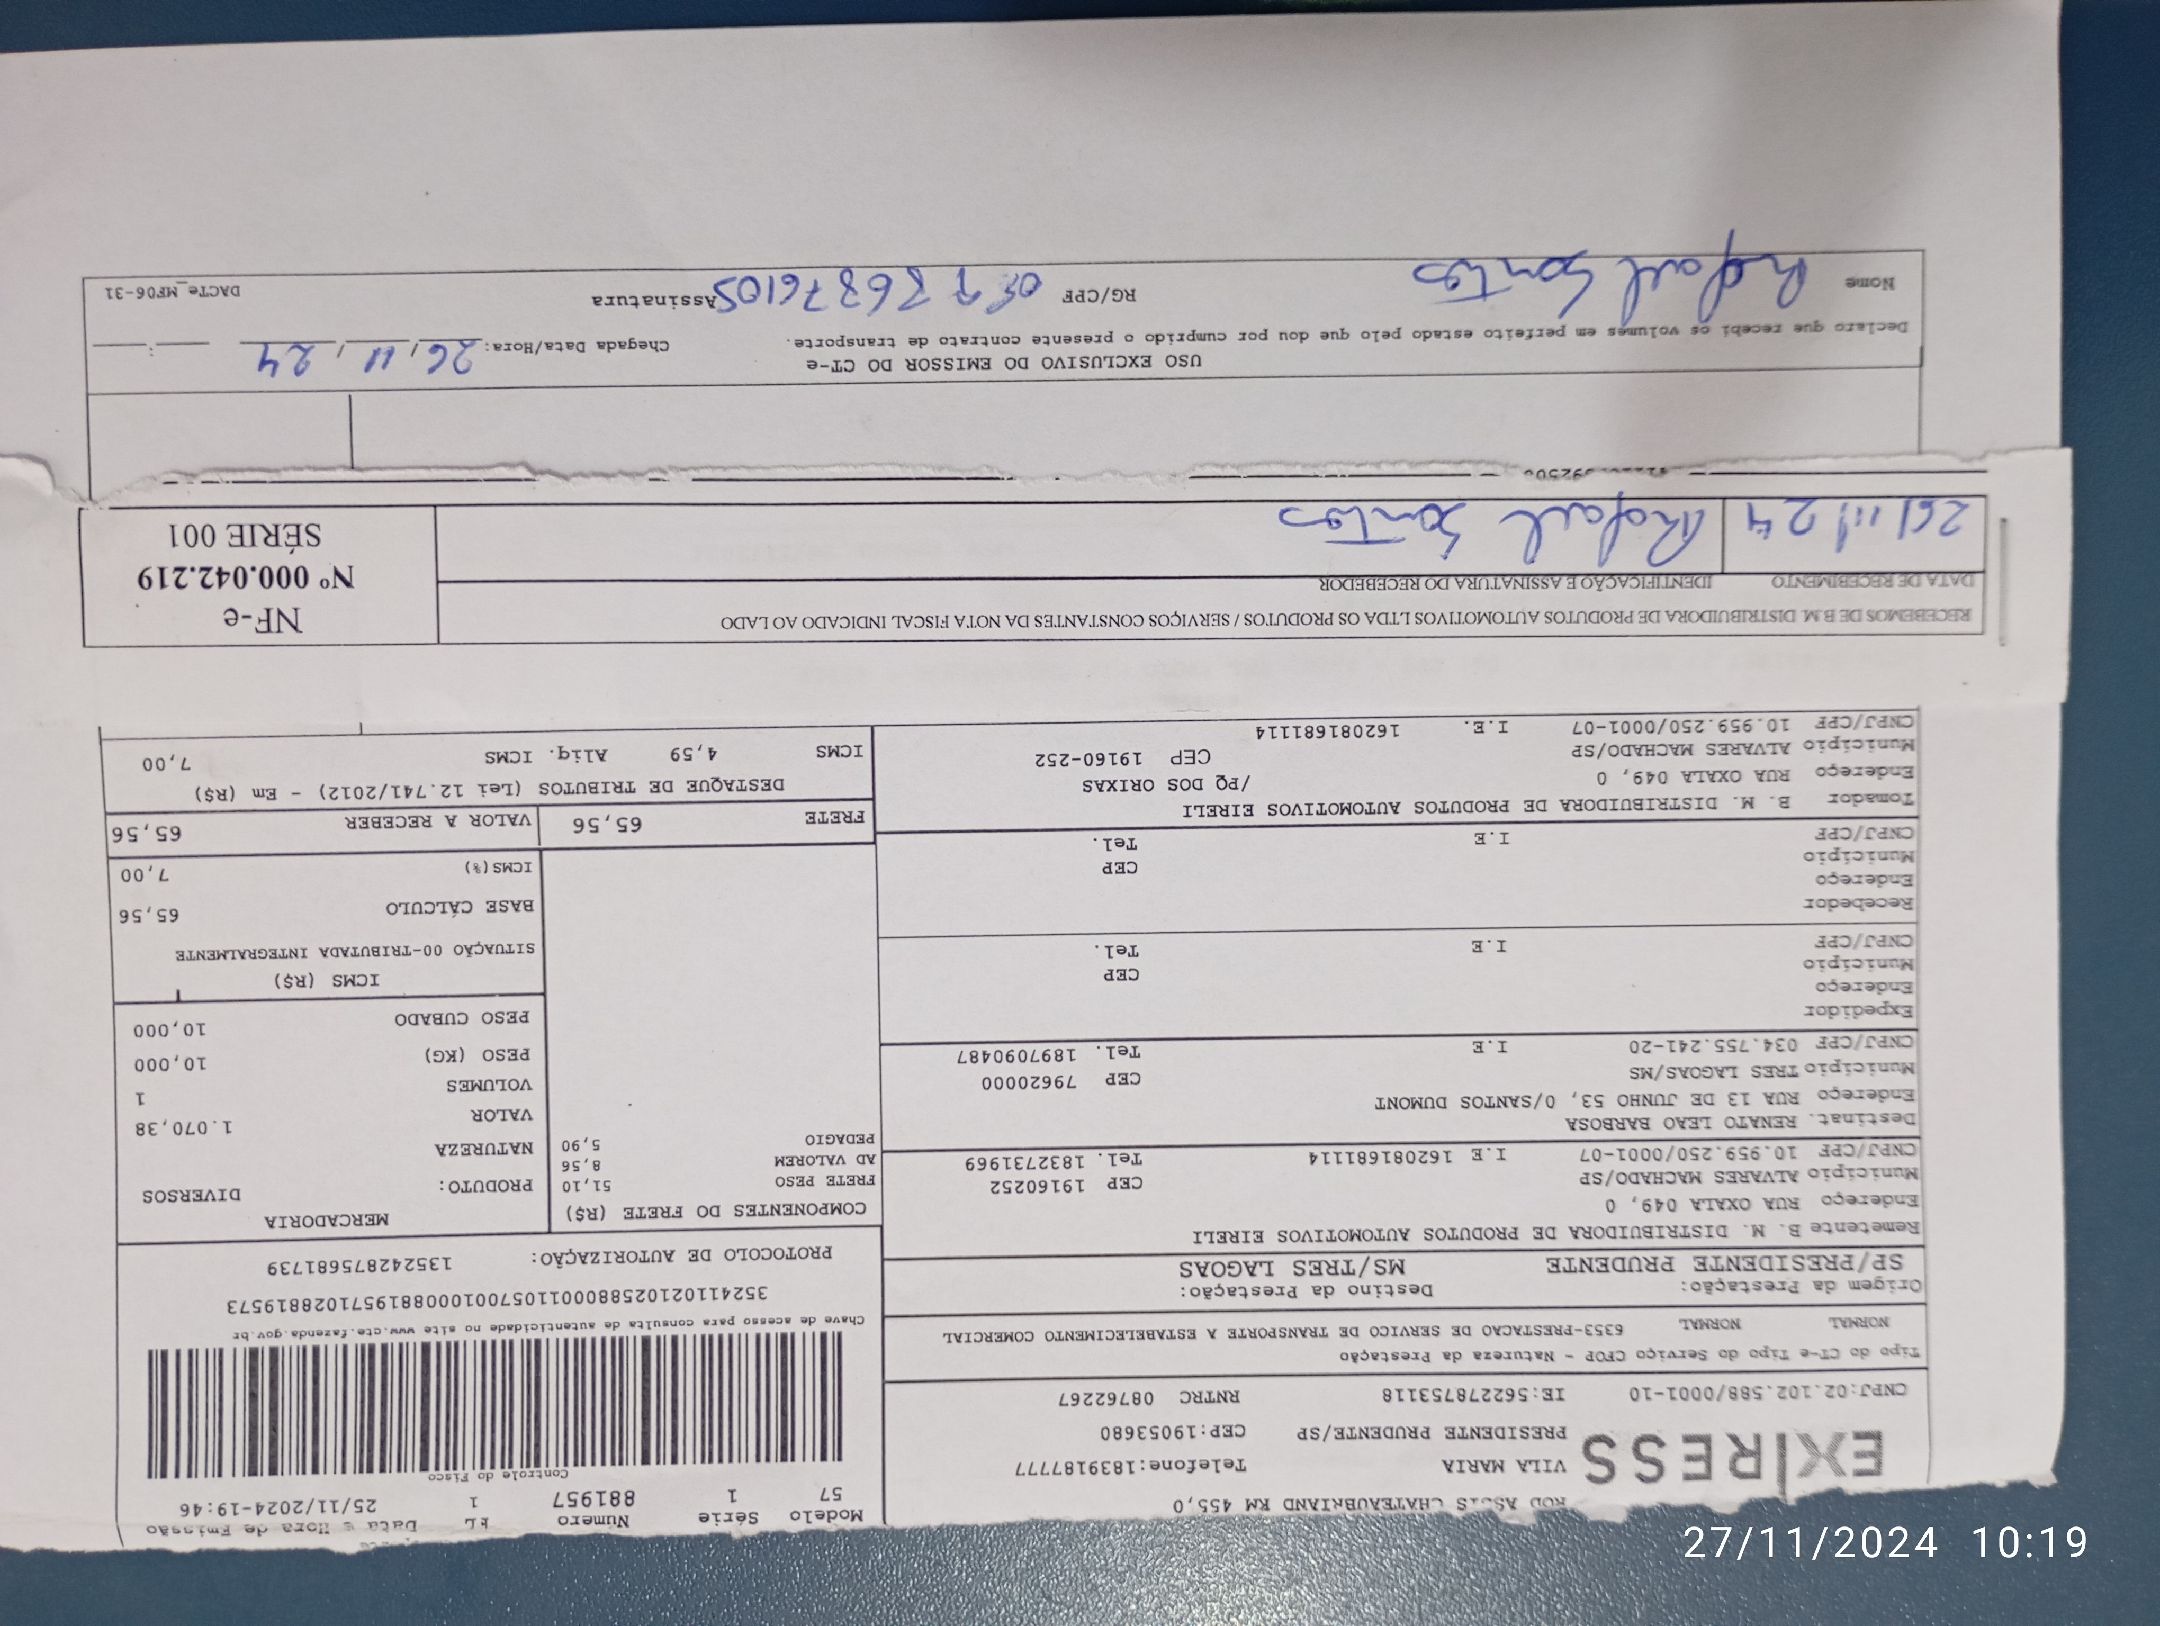 EXPRESS
ROD ASSIS CHATEAUBRIAND KM 455,0
VILA MARIA Telefone:1839187777
PRESIDENTE PRUDENTE/SP CEP:19053680
CNPJ:02.102.588/0001-10 IE:562278753118 RNTRC 08762267
Modelo Série Número FL Data e Hora de Emissão
57 1 881957 1 25/11/2024-19:46
Controle do Fisco
Chave de acesso para consulta de autenticidade no site www.cte.fazenda.gov.br
35241102102588000110570010008819571028819573
PROTOCOLO DE AUTORIZAÇÃO: 135242875681739
Tipo do CT-e Tipo do Serviço CFOP - Natureza da Prestação
NORMAL NORMAL 6353-PRESTACAO DE SERVICO DE TRANSPORTE A ESTABELECIMENTO COMERCIAL
Origem da Prestação: Destino da Prestação:
SP/PRESIDENTE PRUDENTE MS/TRES LAGOAS
Remetente B. M. DISTRIBUIDORA DE PRODUTOS AUTOMOTIVOS EIRELI
Endereço RUA OXALA 049, 0
Município ALVARES MACHADO/SP CEP 19160252
CNPJ/CPF 10.959.250/0001-07 I.E 162081681114 Tel. 1832731969
Destinat. RENATO LEAO BARBOSA
Endereço RUA 13 DE JUNHO 53, 0/SANTOS DUMONT
Município TRES LAGOAS/MS CEP 79620000
CNPJ/CPF 034.755.241-20 I.E Tel. 1897090487
Expedidor
Endereço
Município CEP
CNPJ/CPF I.E Tel.
Recebedor
Endereço
Município CEP
CNPJ/CPF I.E Tel.
Tomador B. M. DISTRIBUIDORA DE PRODUTOS AUTOMOTIVOS EIRELI
Endereço RUA OXALA 049, 0 /PQ DOS ORIXAS
Município ALVARES MACHADO/SP CEP 19160-252
CNPJ/CPF 10.959.250/0001-07 I.E. 162081681114
COMPONENTES DO FRETE (R$)
FRETE PESO 51,10
AD VALOREM 8,56
PEDAGIO 5,90
MERCADORIA
PRODUTO: DIVERSOS
NATUREZA
VALOR 1.070,38
VOLUMES 1
PESO (KG) 10,000
PESO CUBADO 10,000
ICMS (R$)
SITUAÇÃO 00-TRIBUTADA INTEGRALMENTE
BASE CÁLCULO 65,56
ICMS(%) 7,00
FRETE 65,56 VALOR A RECEBER 65,56
DESTAQUE DE TRIBUTOS (Lei 12.741/2012) - Em (R$)
ICMS 4,59 Aliq. ICMS 7,00
RECEBEMOS DE B M DISTRIBUIDORA DE PRODUTOS AUTOMOTIVOS LTDA OS PRODUTOS / SERVIÇOS CONSTANTES DA NOTA FISCAL INDICADO AO LADO
DATA DE RECEBIMENTO IDENTIFICAÇÃO E ASSINATURA DO RECEBEDOR
26/11/24 Rafael Santos
NF-e
Nº 000.042.219
SÉRIE 001
USO EXCLUSIVO DO EMISSOR DO CT-e
Declaro que recebi os volumes em perfeito estado pelo que dou por cumprido o presente contrato de transporte.
Chegada Data/Hora: 26/11/24 __:__
Nome Rafael Santos RG/CPF Assinatura
DACTe_MF06-31
27/11/2024 10:19